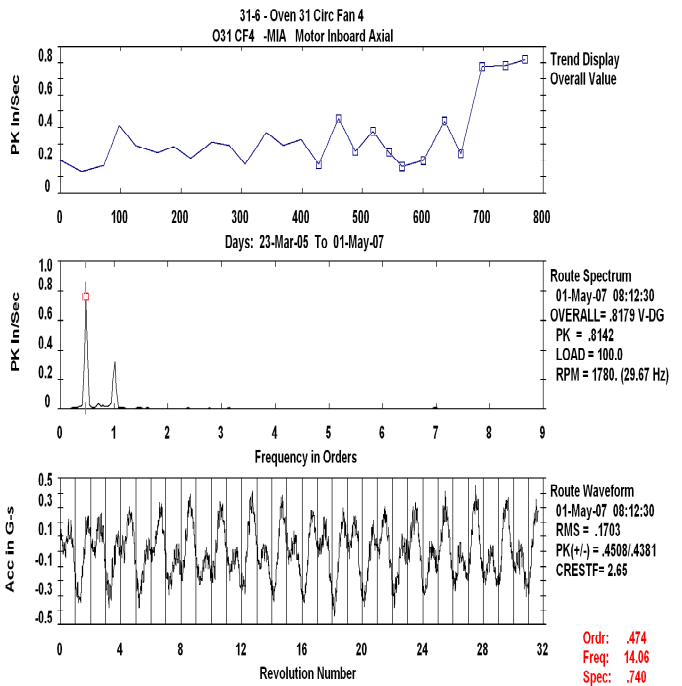 31-6 - Oven 31 Circ Fan 4
O31 CF4 -MIA Motor Inboard Axial
Trend Display
Overall Value
PK In/Sec
0.8
0.6
0.4
0.2
0
0 100 200 300 400 500 600 700 800
Days: 23-Mar-05 To 01-May-07
Route Spectrum
01-May-07 08:12:30
OVERALL= .8179 V-DG
PK = .8142
LOAD = 100.0
RPM = 1780. (29.67 Hz)
PK In/Sec
1.0
0.8
0.6
0.4
0.2
0
0 1 2 3 4 5 6 7 8 9
Frequency in Orders
Route Waveform
01-May-07 08:12:30
RMS = .1703
PK(+/-) = .4508/.4381
CRESTF= 2.65
Acc in G-s
0.5
0.3
0.1
-0.1
-0.3
-0.5
0 4 8 12 16 20 24 28 32
Revolution Number
Ordr: .474
Freq: 14.06
Spec: .740